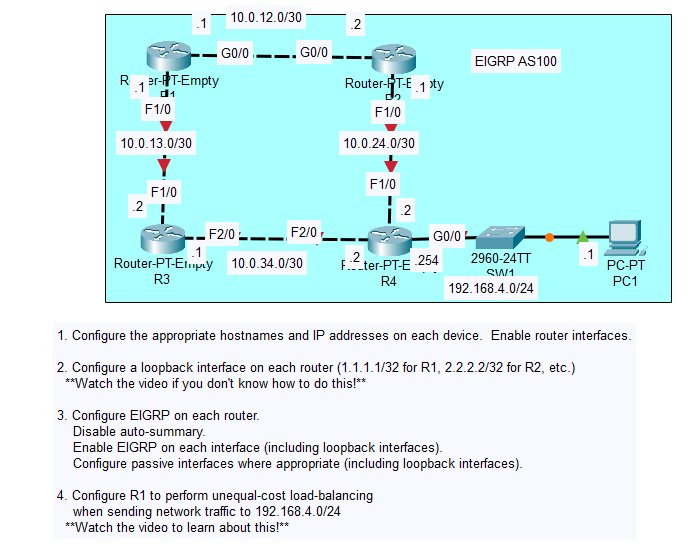 .1
10.0.12.0/30
.2
G0/0
G0/0
EIGRP AS100
.1
.1
F1/0
F1/0
10.0.13.0/30
10.0.24.0/30
F1/0
F1/0
.2
.2
F2/0
F2/0
G0/0
.1
10.0.34.0/30
.2
.254
2960-24TT
SW1
.1
PC-PT
PC1
R3
R4
192.168.4.0/24
1. Configure the appropriate hostnames and IP addresses on each device.  Enable router interfaces.
2. Configure a loopback interface on each router (1.1.1.1/32 for R1, 2.2.2.2/32 for R2, etc.)
**Watch the video if you don't know how to do this!**
3. Configure EIGRP on each router.
Disable auto-summary.
Enable EIGRP on each interface (including loopback interfaces).
Configure passive interfaces where appropriate (including loopback interfaces).
4. Configure R1 to perform unequal-cost load-balancing
when sending network traffic to 192.168.4.0/24
**Watch the video to learn about this!**